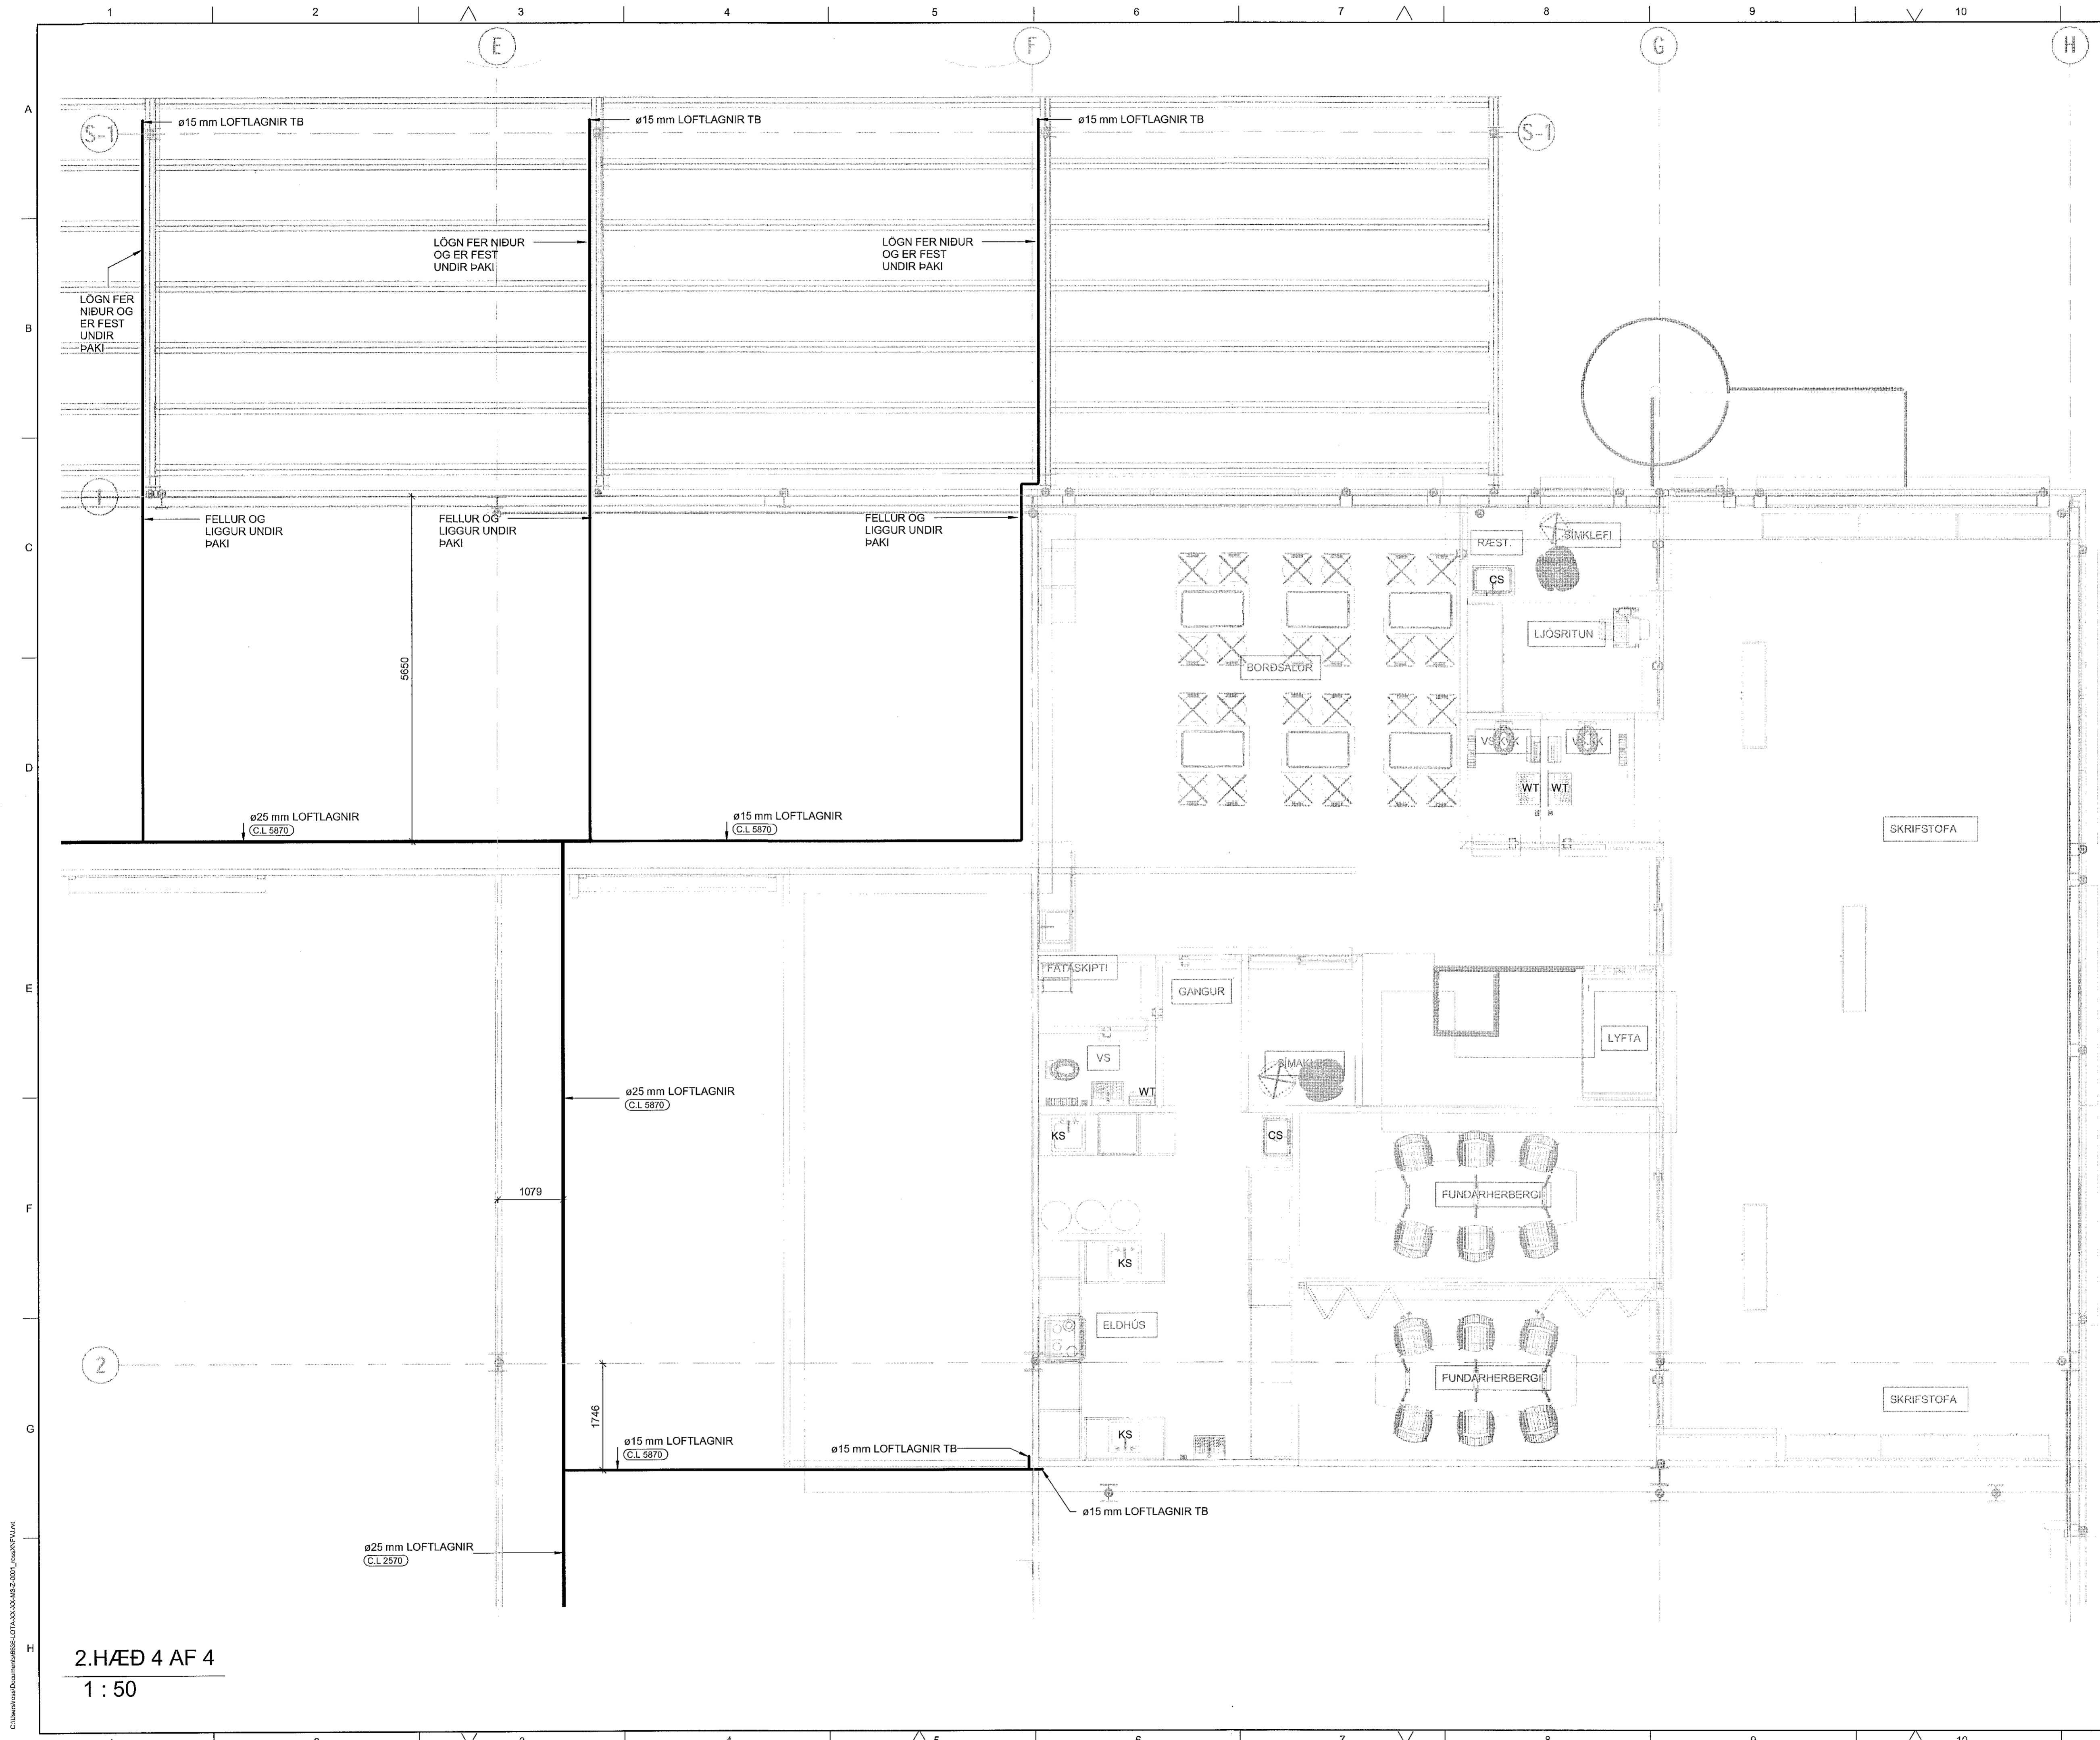 1 2 3 4 5 6 7 8 9 10
E F G H
A
S-1
ø15 mm LOFTLAGNIR TB
ø15 mm LOFTLAGNIR TB
ø15 mm LOFTLAGNIR TB
S-1
LÖGN FER NIÐUR
OG ER FEST
UNDIR ÞAKI
LÖGN FER NIÐUR
OG ER FEST
UNDIR ÞAKI
LÖGN FER
NIÐUR OG
ER FEST
UNDIR
ÞAKI
B
1
FELLUR OG
LIGGUR UNDIR
ÞAKI
FELLUR OG
LIGGUR UNDIR
ÞAKI
FELLUR OG
LIGGUR UNDIR
ÞAKI
C
RÆST.
SÍMKLEFI
CS
LJÓSRITUN
BORÐSALUR
5650
D
VS KVK
VS KK
WT
WT
ø25 mm LOFTLAGNIR
C.L 5870
ø15 mm LOFTLAGNIR
C.L 5870
SKRIFSTOFA
E
FATASKIPTI
GANGUR
LYFTA
VS
SÍMAKLEFI
WT
ø25 mm LOFTLAGNIR
C.L 5870
KS
CS
1079
F
FUNDARHERBERGI
KS
ELDHÚS
2
FUNDARHERBERGI
SKRIFSTOFA
1746
G
ø15 mm LOFTLAGNIR
C.L 5870
ø15 mm LOFTLAGNIR TB
KS
ø15 mm LOFTLAGNIR TB
ø25 mm LOFTLAGNIR
C.L 2570
H
2.HÆÐ 4 AF 4
1 : 50